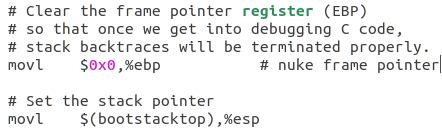 # Clear the frame pointer register (EBP)
# so that once we get into debugging C code,
# stack backtraces will be terminated properly.
movl    $0x0,%ebp            # nuke frame pointer

# Set the stack pointer
movl    $(bootstacktop),%esp